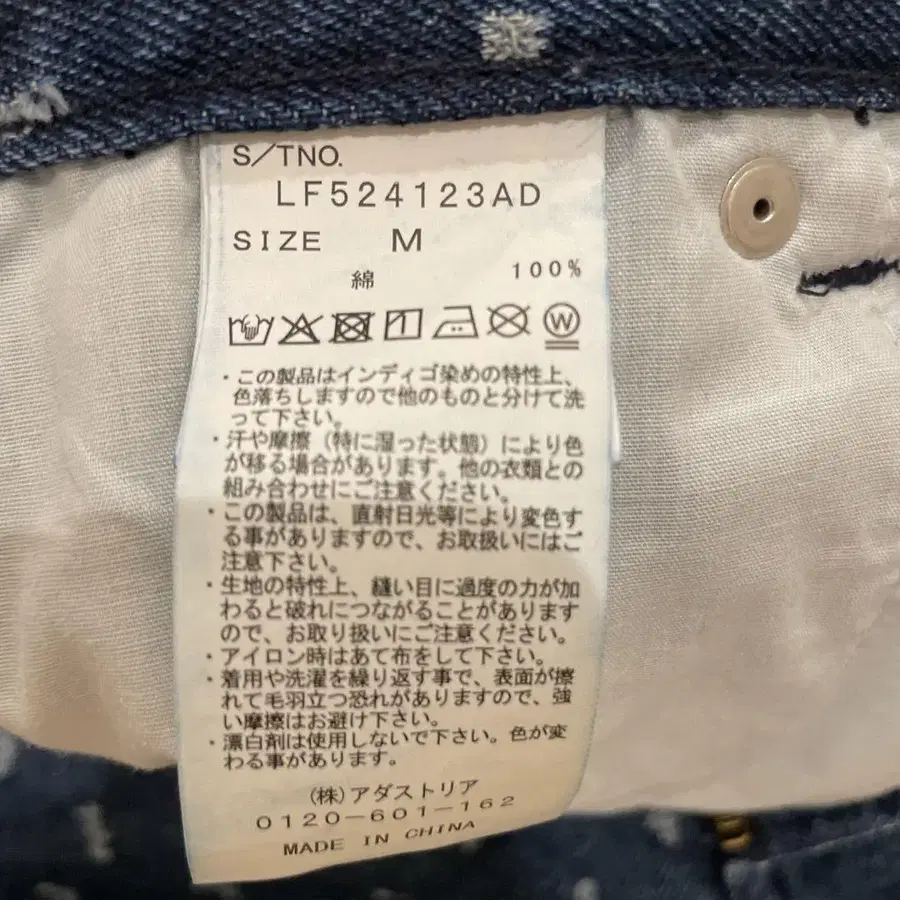 S/TNO.
LF524123AD
SIZE M
綿 100%
W
・この製品はインディゴ染めの特性上、
色落ちしますので他のものと分けて洗
って下さい。
・汗や摩擦（特に湿った状態）により色
が移る場合があります。他の衣類との
組み合わせにご注意ください。
・この製品は、直射日光等により変色す
る事がありますので、お取扱いにはご
注意下さい。
・生地の特性上、縫い目に過度の力が加
わると破れにつながることがあります
ので、お取り扱いにご注意ください。
・アイロン時はあて布をして下さい。
・着用や洗濯を繰り返す事で、表面が擦
れて毛羽立つ恐れがありますので、強
い摩擦はお避け下さい。
・漂白剤は使用しないで下さい。色が変
わる事があります。
(株)アダストリア
0120-601-162
MADE IN CHINA